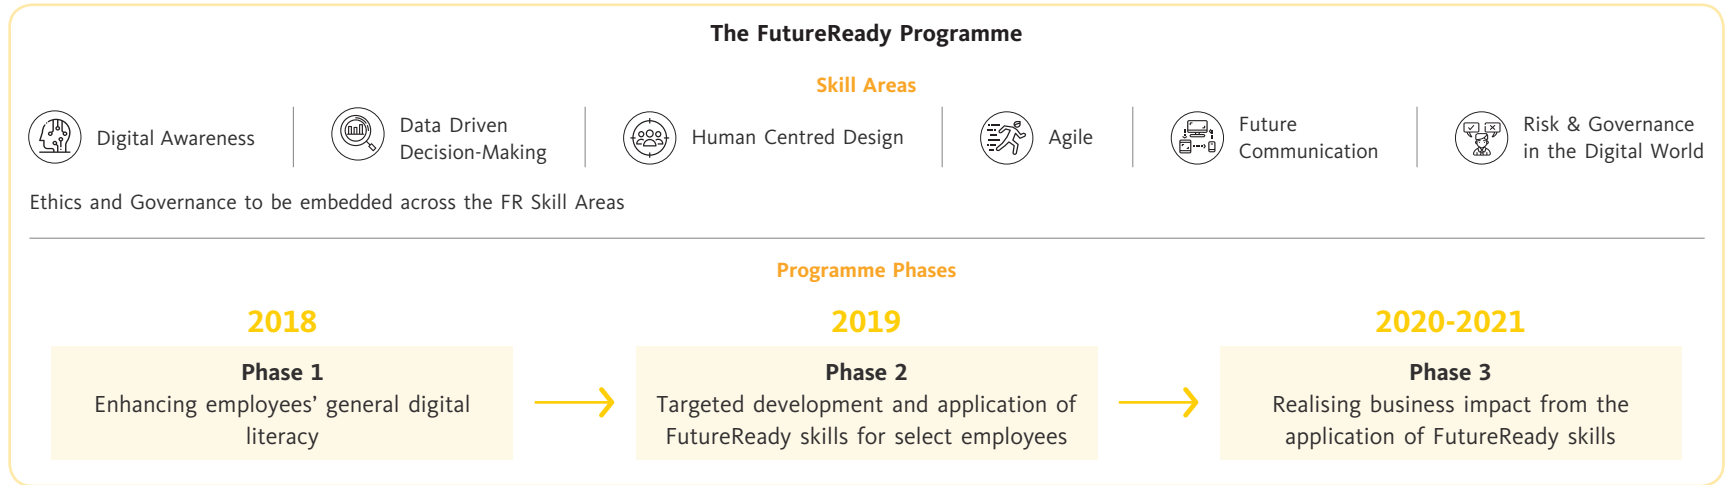 The FutureReady Programme
Skill Areas
Digital Awareness
Data Driven
Decision-Making
Human Centred Design
Agile
Future
Communication
Risk & Governance
in the Digital World
Ethics and Governance to be embedded across the FR Skill Areas
Programme Phases
2018
Phase 1
Enhancing employees’ general digital
literacy
2019
Phase 2
Targeted development and application of
FutureReady skills for select employees
2020-2021
Phase 3
Realising business impact from the
application of FutureReady skills